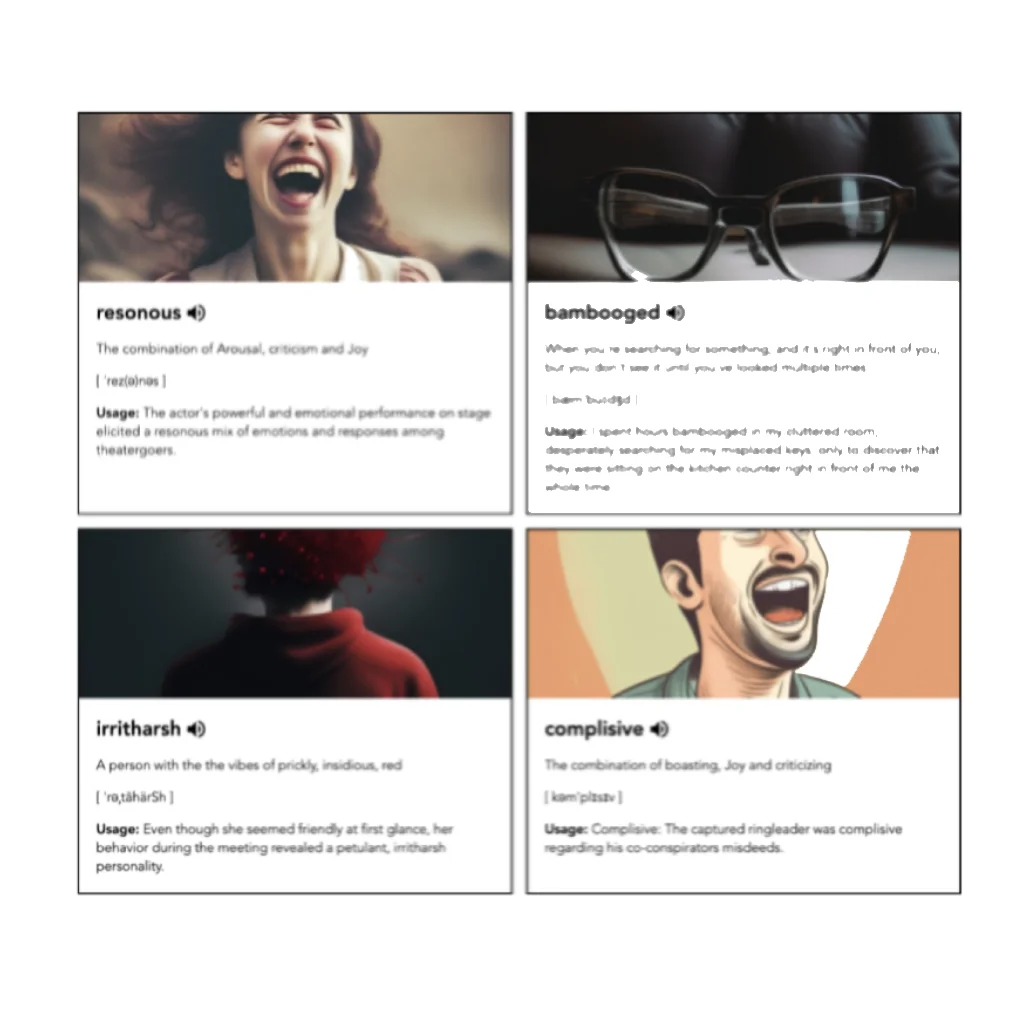 resonous
The combination of Arousal, criticism and Joy
[ 'rez(ə)nəs ]
Usage: The actor's powerful and emotional performance on stage
elicited a resonous mix of emotions and responses among
theatergoers.
bambooged
When you're searching for something, and it's right in front of you,
but you don't see it until you've looked multiple times
Usage: I spent hours bambooged in my cluttered room,
desperately searching for my misplaced keys, only to discover that
they were sitting on the kitchen counter right in front of me the
whole time
irritharsh
A person with the the vibes of prickly, insidious, red
[ 'rə,tähärSh ]
Usage: Even though she seemed friendly at first glance, her
behavior during the meeting revealed a petulant, irritharsh
personality.
complisive
The combination of boasting, Joy and criticizing
[ kəm'plɪsɪv ]
Usage: Complisive: The captured ringleader was complisive
regarding his co-conspirators misdeeds.